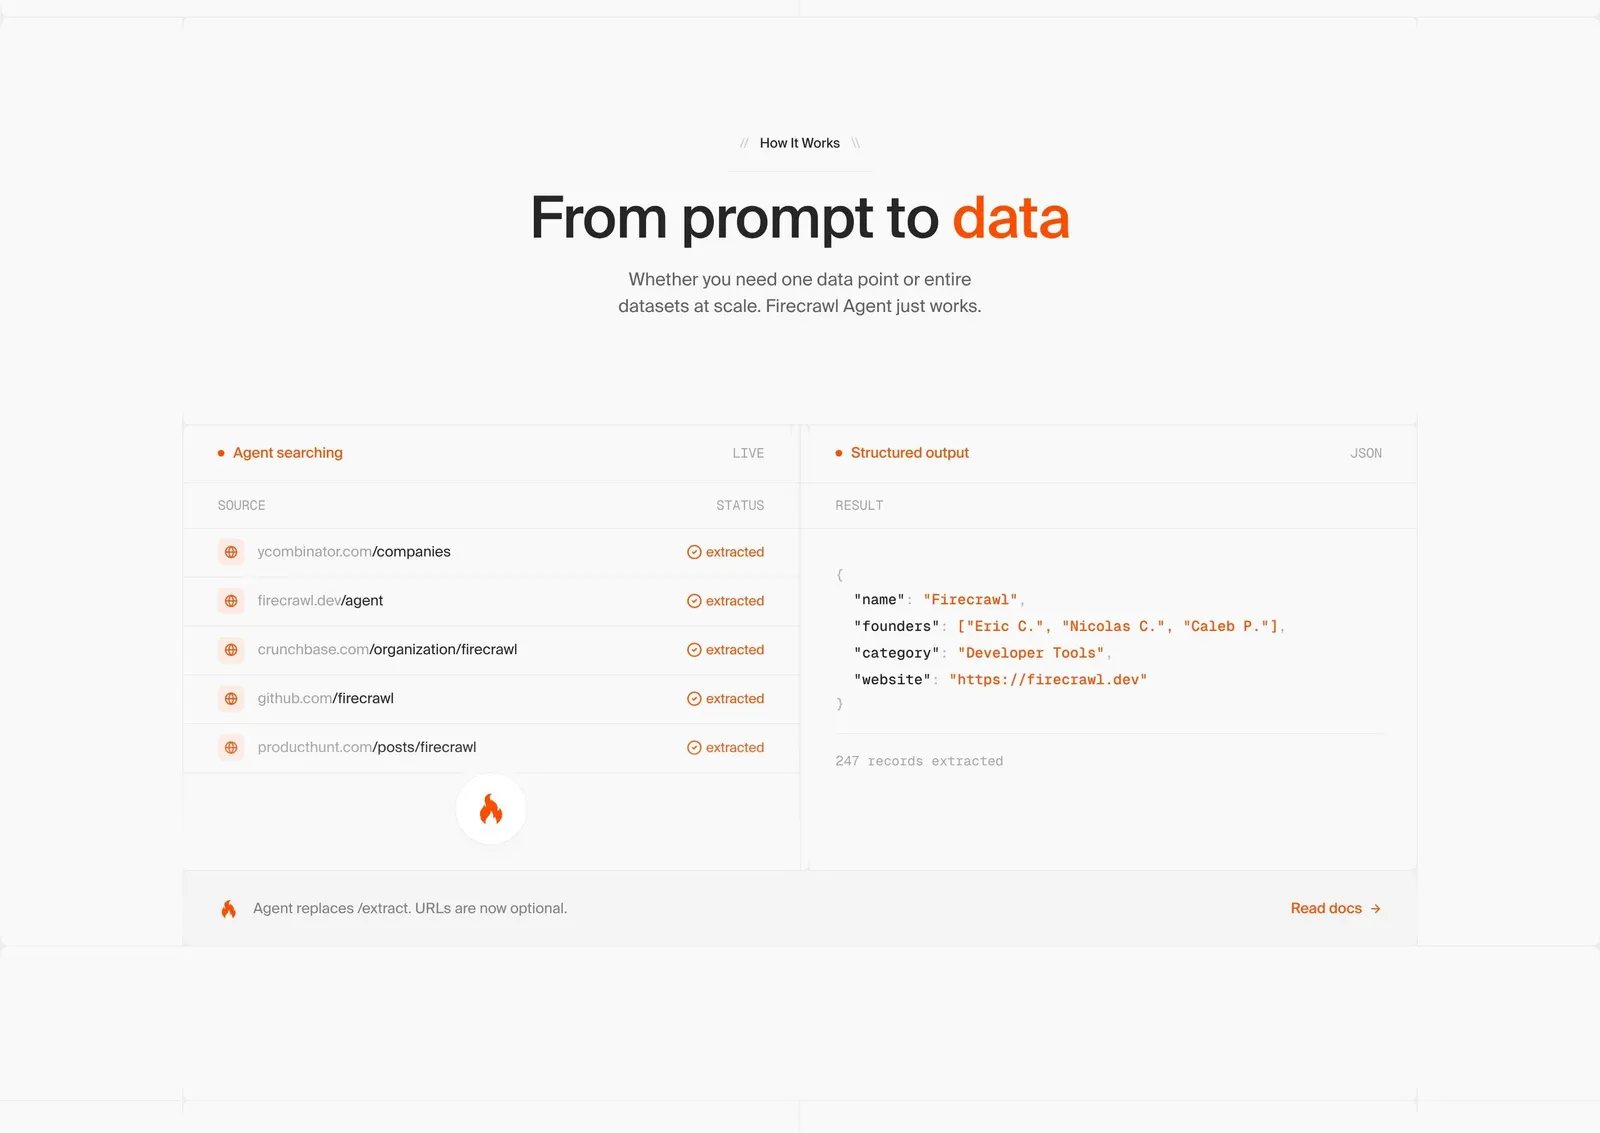 // How It Works \\
From prompt to data
Whether you need one data point or entire
datasets at scale. Firecrawl Agent just works.
Agent searching LIVE
SOURCE STATUS
ycombinator.com/companies extracted
firecrawl.dev/agent extracted
crunchbase.com/organization/firecrawl extracted
github.com/firecrawl extracted
producthunt.com/posts/firecrawl extracted
Structured output JSON
RESULT
{
"name": "Firecrawl",
"founders": ["Eric C.", "Nicolas C.", "Caleb P."],
"category": "Developer Tools",
"website": "https://firecrawl.dev"
}
247 records extracted
Agent replaces /extract. URLs are now optional.
Read docs →